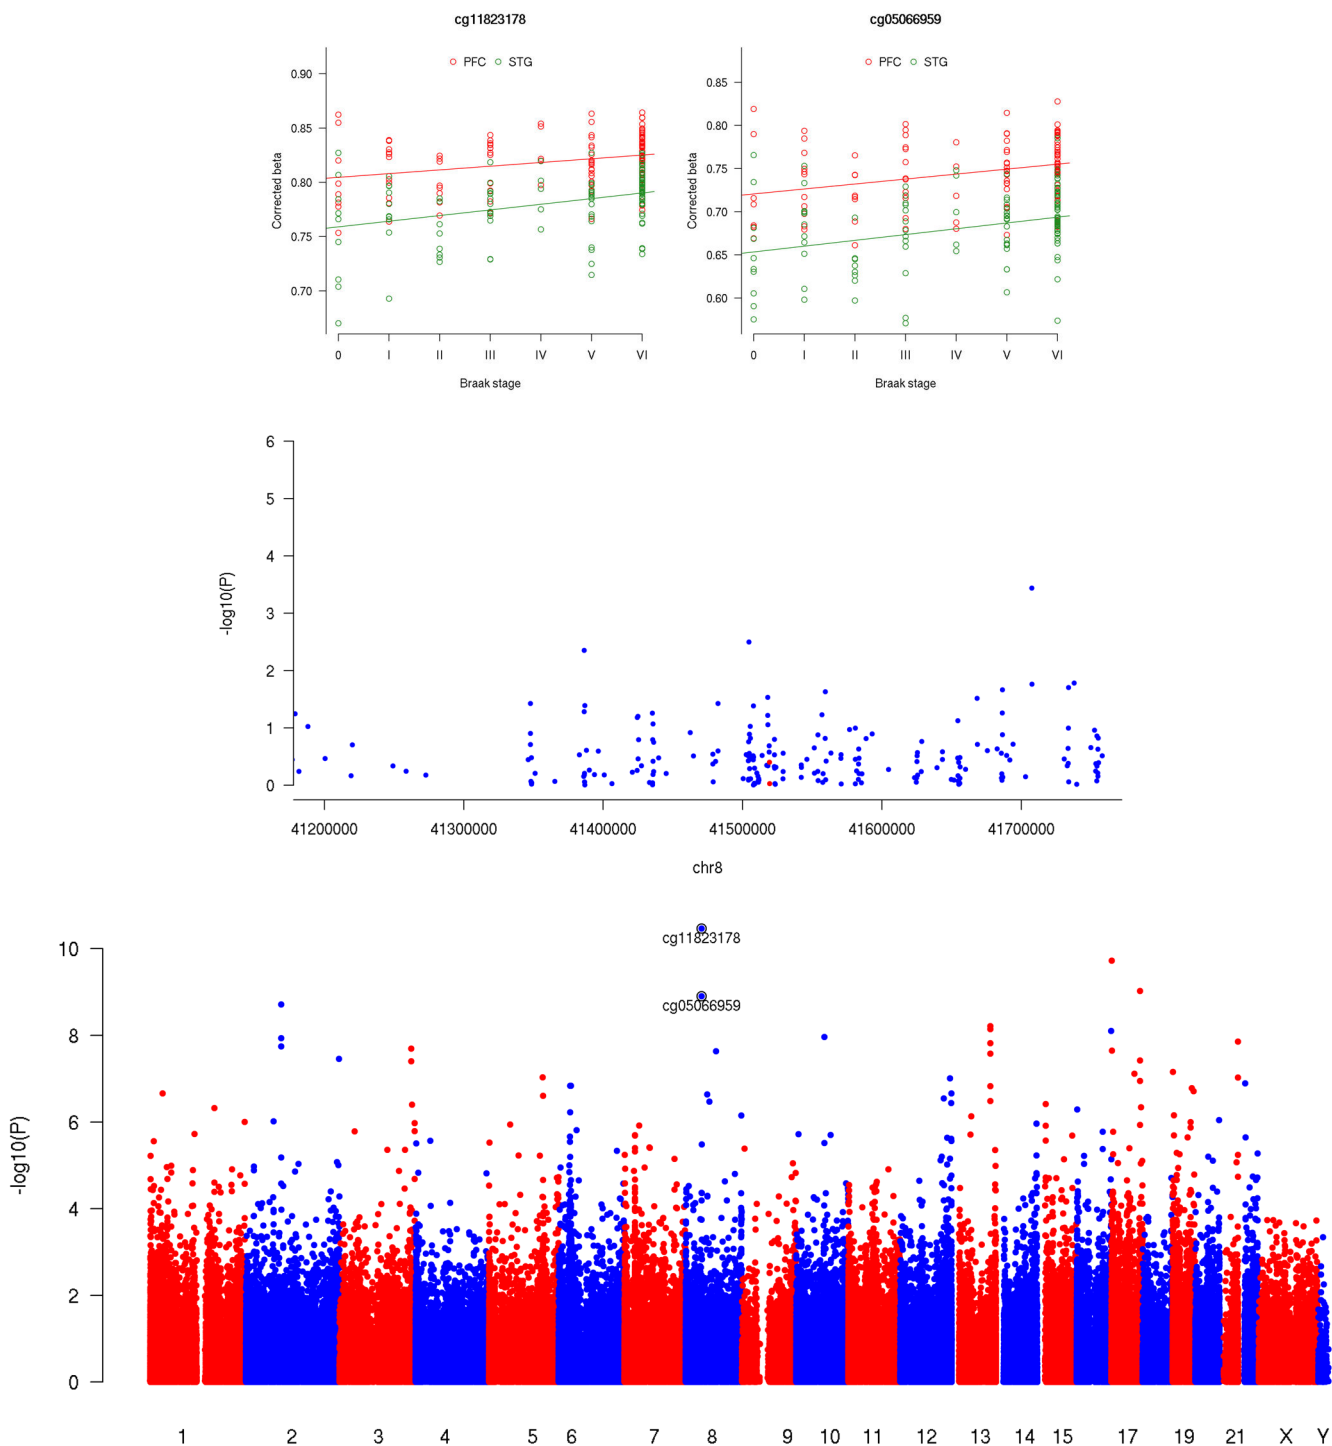 cg11823178
cg05066959
PFC STG
PFC STG
Corrected beta
0.90
0.85
0.80
0.75
0.70
0 I II III IV V VI
Braak stage
Corrected beta
0.85
0.80
0.75
0.70
0.65
0.60
0 I II III IV V VI
Braak stage
-log10(P)
6
5
4
3
2
1
0
41200000 41300000 41400000 41500000 41600000 41700000
chr8
cg11823178
cg05066959
-log10(P)
10
8
6
4
2
0
1 2 3 4 5 6 7 8 9 10 11 12 13 14 15 17 19 21 X Y